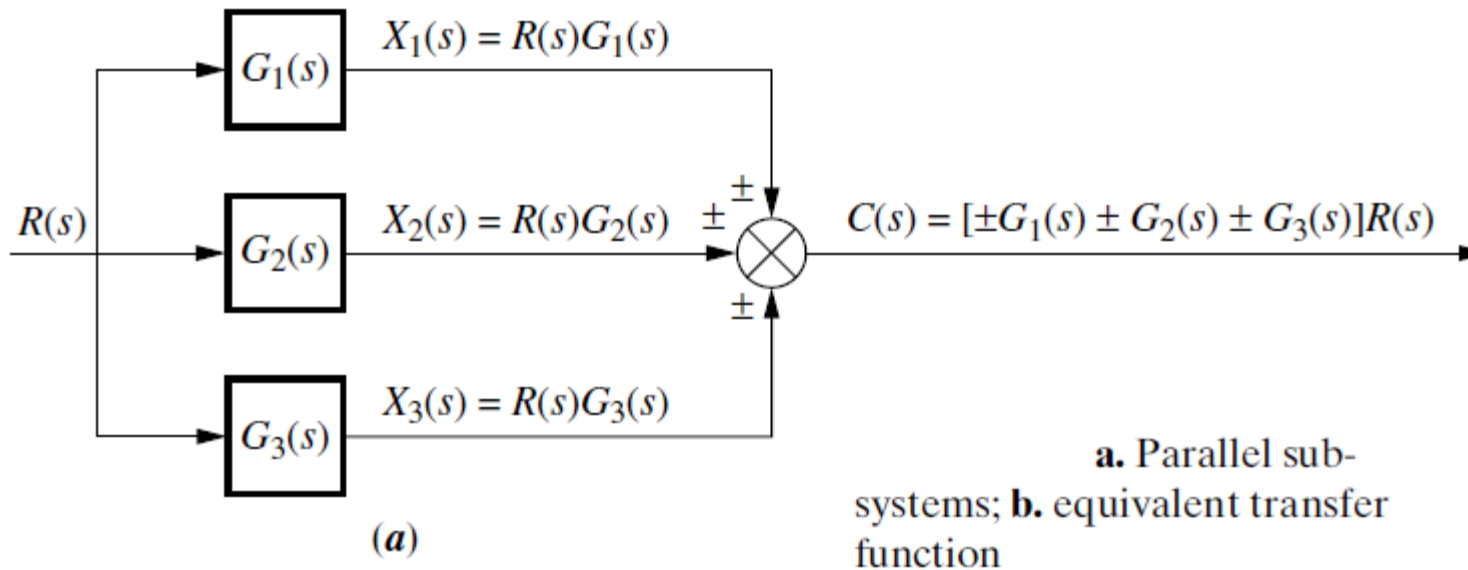 X₁(s) = R(s)G₁(s)
G₁(s)
±
R(s)
X₂(s) = R(s)G₂(s)
±
C(s) = [±G₁(s) ± G₂(s) ± G₃(s)]R(s)
G₂(s)
±
X₃(s) = R(s)G₃(s)
G₃(s)
a. Parallel sub-
systems; b. equivalent transfer
function
(a)